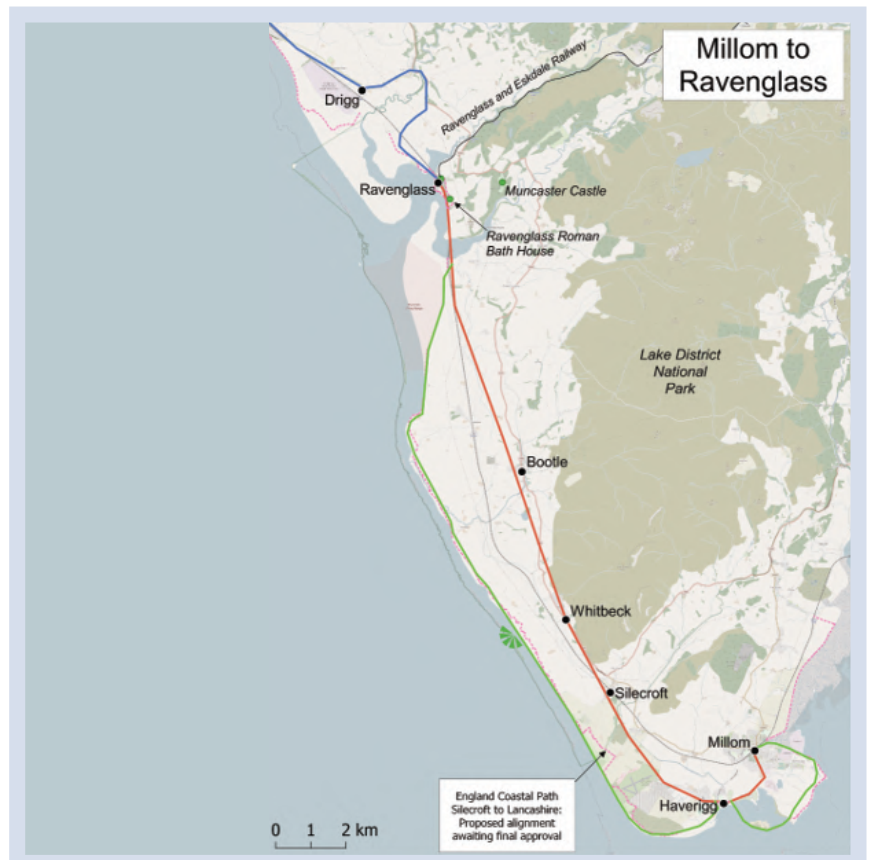 Millom to
Ravenglass
Ravenglass and Eskdale Railway
Drigg
Ravenglass
Muncaster Castle
Ravenglass Roman
Bath House
Lake District
National
Park
Bootle
Whitbeck
Silecroft
Millom
Haverigg
England Coastal Path
Silecroft to Lancashire:
Proposed alignment
awaiting final approval
0 1 2 km